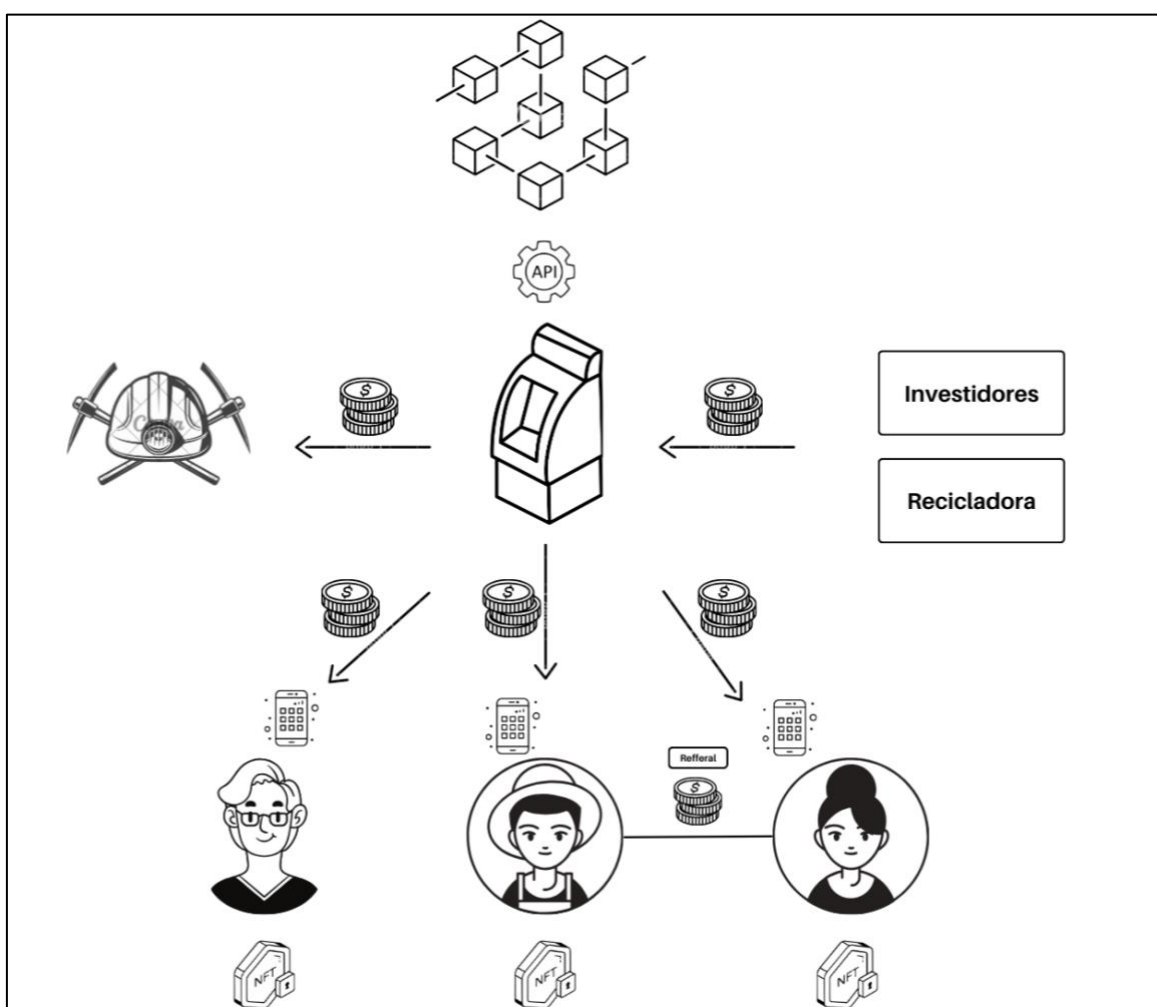 API
$
$
Investidores
Recicladora
$
$
$
Refferal
$
NFT
NFT
NFT